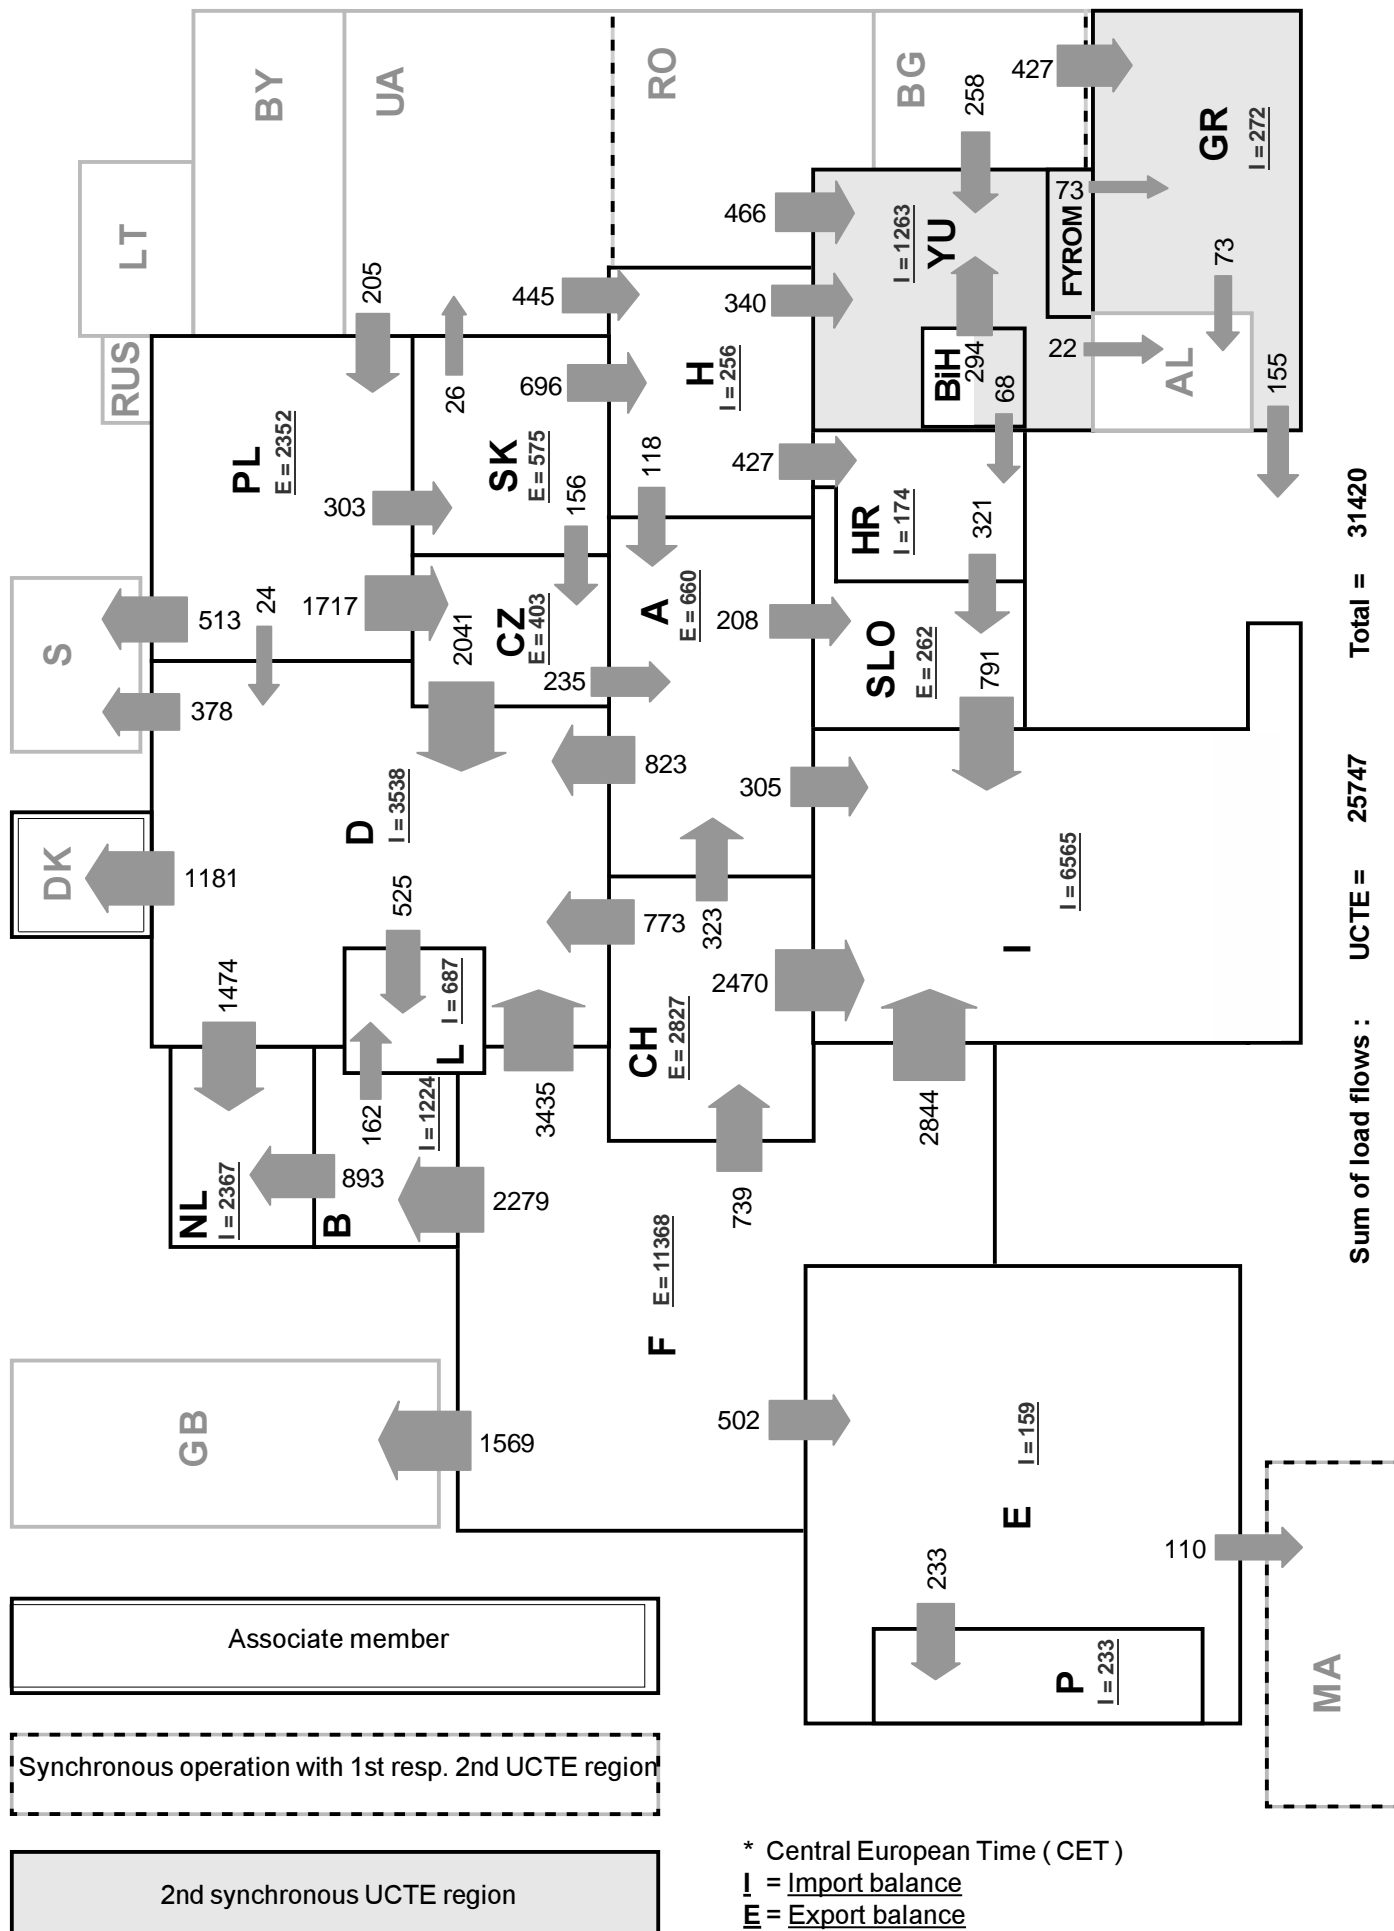 BY
UA
RO
BG
427
258
GR
I = 272
LT
466
73
FYROM
I = 1263
YU
205
445
340
73
RUS
26
696
H
I = 256
BiH
294
68
22
AL
155
PL
E = 2352
303
SK
E = 575
156
118
427
HR
I = 174
321
S
513
24
1717
2041
CZ
E = 403
235
A
E = 660
208
SLO
E = 262
791
378
823
305
D
I = 3538
DK
1181
525
773
323
2470
I
I = 6565
1474
L
I = 687
3435
CH
E = 2827
2844
162
I = 1224
NL
I = 2367
893
B
2279
739
F
E = 11368
GB
1569
502
E
I = 159
110
233
P
I = 233
MA
Sum of load flows : UCTE = 25747 Total = 31420
Associate member
Synchronous operation with 1st resp. 2nd UCTE region
2nd synchronous UCTE region
* Central European Time ( CET )
I = Import balance
E = Export balance